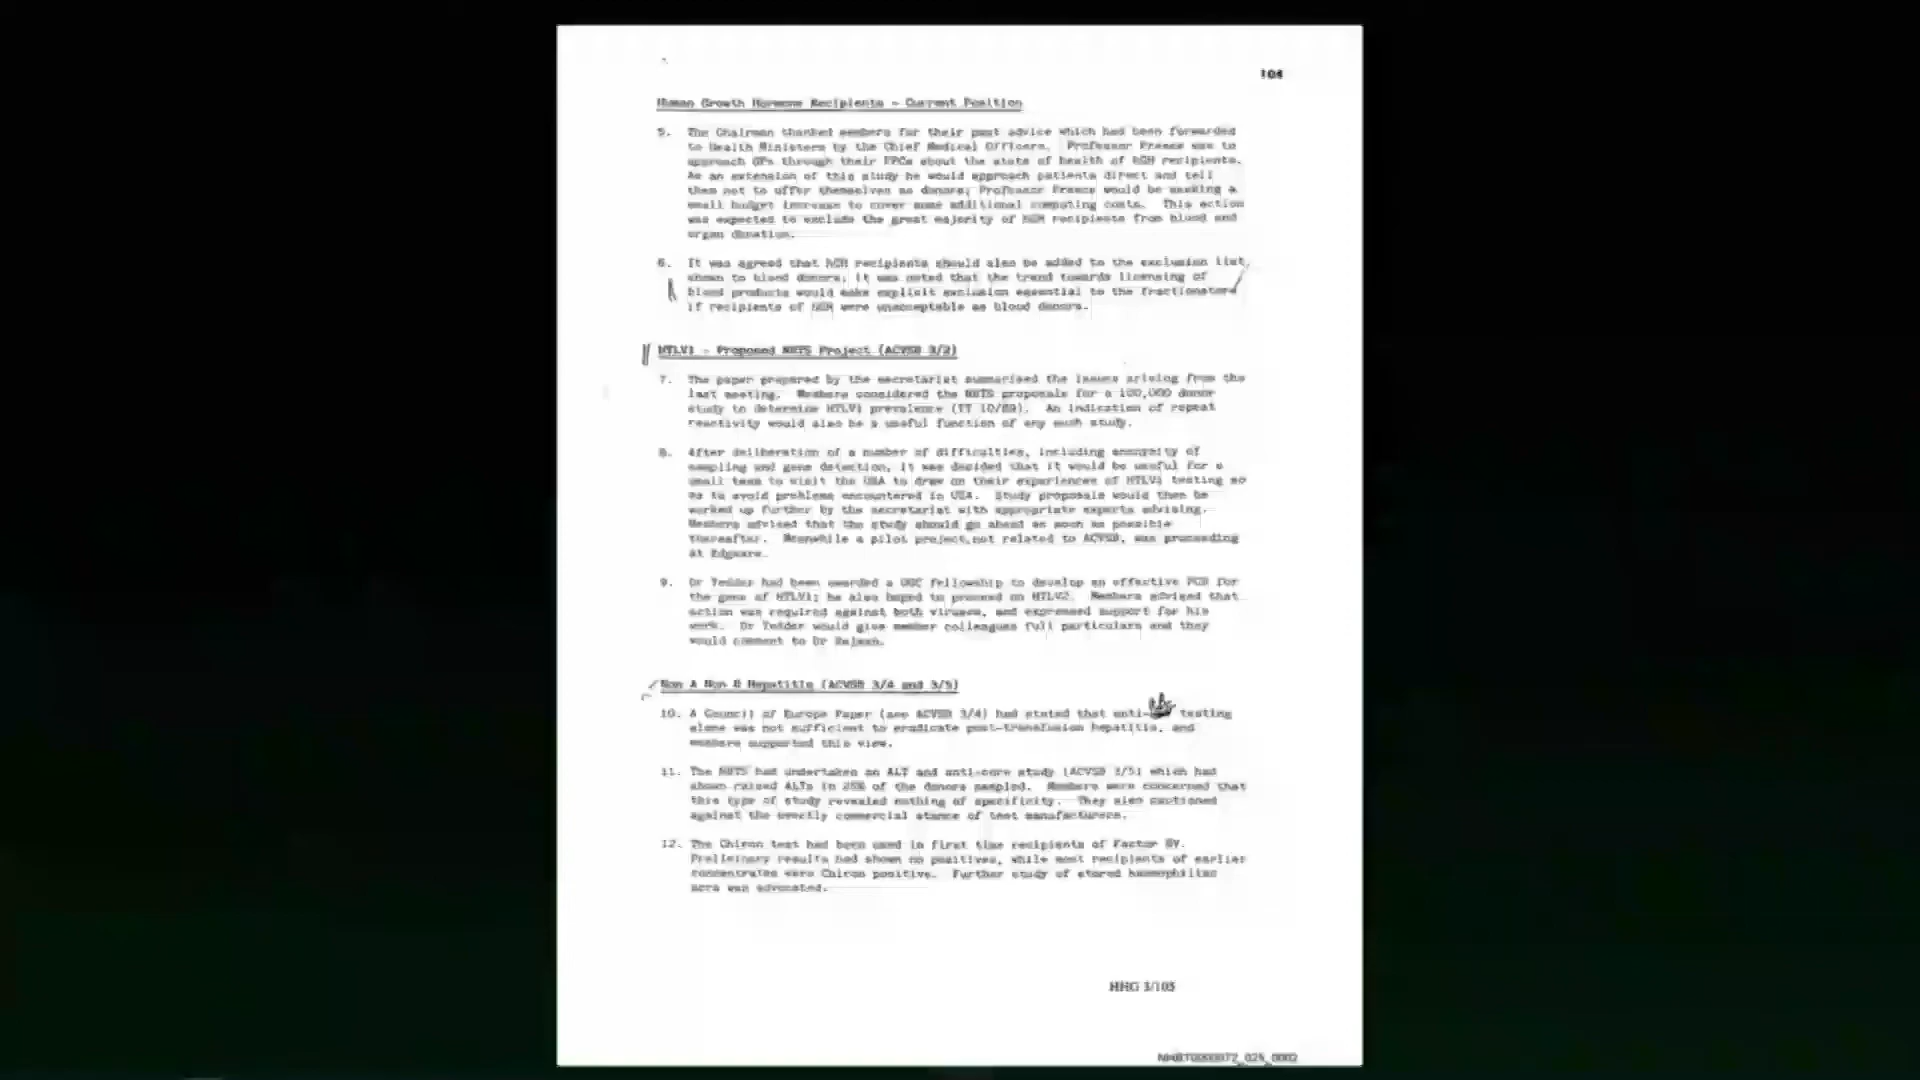 104
Human Growth Hormone Recipients - Current Position
5. The Chairman thanked members for their past advice which had been forwarded
to Health Ministers by the Chief Medical Officers. Professor Preece was to
approach GPs through their FPCs about the state of health of hGH recipients.
As an extension of this study he would approach patients direct and tell
them not to offer themselves as donors; Professor Preece would be seeking a
small budget increase to cover some additional computing costs. This action
was expected to exclude the great majority of hGH recipients from blood and
organ donation.
6. It was agreed that hGH recipients should also be added to the exclusion list
shown to blood donors; it was noted that the trend towards licensing of
blood products would make explicit exclusion essential to the fractionators
if recipients of hGH were unacceptable as blood donors.
HTLV1 - Proposed NBTS Project (ACVSB 3/2)
7. The paper prepared by the secretariat summarised the issues arising from the
last meeting. Members considered the NBTS proposals for a 100,000 donor
study to determine HTLV1 prevalence (TT 10/89). An indication of repeat
reactivity would also be a useful function of any such study.
8. After deliberation of a number of difficulties, including anonymity of
sampling and gene detection, it was decided that it would be useful for a
small team to visit the USA to draw on their experiences of HTLV1 testing so
as to avoid problems encountered in USA. Study proposals would then be
worked up further by the secretariat with appropriate experts advising.
Members advised that the study should go ahead as soon as possible
thereafter. Meanwhile a pilot project, not related to ACVSB, was proceeding
at Edgware.
9. Dr Tedder had been awarded a fellowship to develop an effective PCR for
the gene of HTLV1; he also hoped to proceed on HTLV2. Members advised that
action was required against both viruses, and expressed support for his
work. Dr Tedder would give member colleagues full particulars and they
would comment to Dr Rejman.
Non A Non B Hepatitis (ACVSB 3/4 and 3/5)
10. A Council of Europe Paper (see ACVSB 3/4) had stated that anti- testing
alone was not sufficient to eradicate post-transfusion hepatitis, and
members supported this view.
11. The NBTS had undertaken an ALT and anti-core study (ACVSB 3/5) which had
shown raised ALTs in of the donors sampled. Members were concerned that
this type of study revealed nothing of specificity. They also cautioned
against the overtly commercial stance of test manufacturers.
12. The Chiron test had been used in first time recipients of Factor 8Y.
Preliminary results had shown no positives, while most recipients of earlier
concentrates were Chiron positive. Further study of stored haemophiliac
sera was advocated.
HHG 3/105
NHBT0000072_025_0002